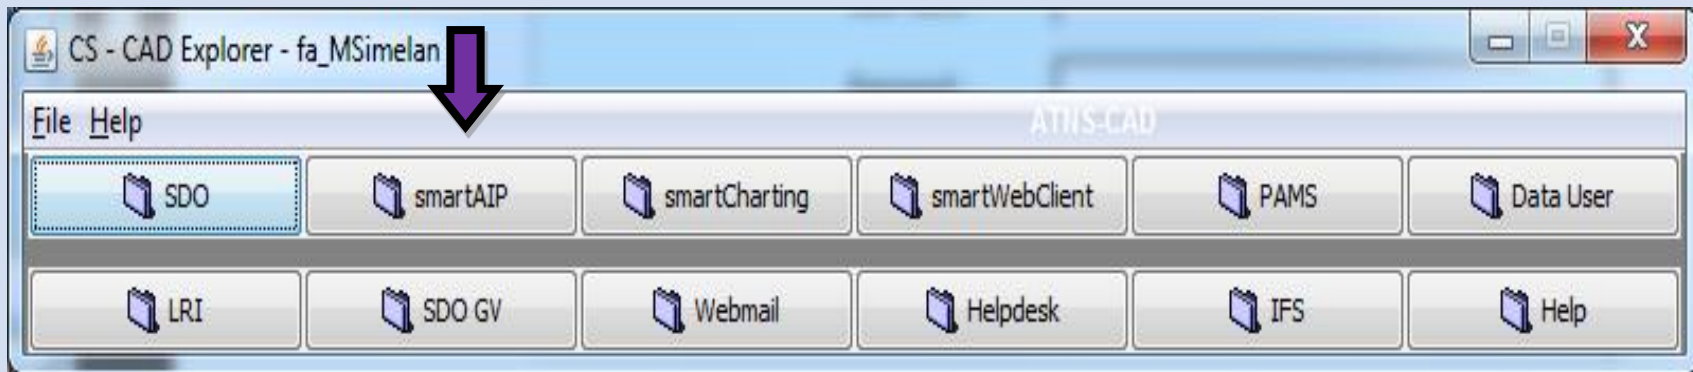 CS - CAD Explorer - fa_MSimelan
File Help ATNS-CAD
SDO smartAIP smartCharting smartWebClient PAMS Data User
LRI SDO GV Webmail Helpdesk IFS Help